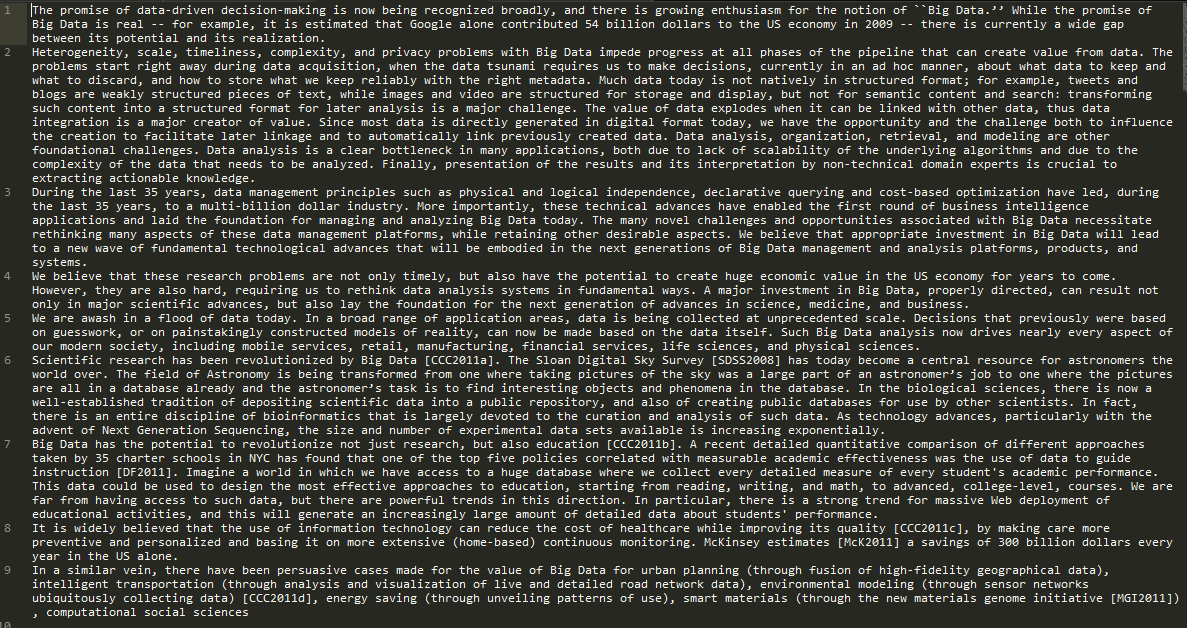 1 The promise of data-driven decision-making is now being recognized broadly, and there is growing enthusiasm for the notion of ``Big Data.’’ While the promise of
Big Data is real -- for example, it is estimated that Google alone contributed 54 billion dollars to the US economy in 2009 -- there is currently a wide gap
between its potential and its realization.
2 Heterogeneity, scale, timeliness, complexity, and privacy problems with Big Data impede progress at all phases of the pipeline that can create value from data. The
problems start right away during data acquisition, when the data tsunami requires us to make decisions, currently in an ad hoc manner, about what data to keep and
what to discard, and how to store what we keep reliably with the right metadata. Much data today is not natively in structured format; for example, tweets and
blogs are weakly structured pieces of text, while images and video are structured for storage and display, but not for semantic content and search: transforming
such content into a structured format for later analysis is a major challenge. The value of data explodes when it can be linked with other data, thus data
integration is a major creator of value. Since most data is directly generated in digital format today, we have the opportunity and the challenge both to influence
the creation to facilitate later linkage and to automatically link previously created data. Data analysis, organization, retrieval, and modeling are other
foundational challenges. Data analysis is a clear bottleneck in many applications, both due to lack of scalability of the underlying algorithms and due to the
complexity of the data that needs to be analyzed. Finally, presentation of the results and its interpretation by non-technical domain experts is crucial to
extracting actionable knowledge.
3 During the last 35 years, data management principles such as physical and logical independence, declarative querying and cost-based optimization have led, during
the last 35 years, to a multi-billion dollar industry. More importantly, these technical advances have enabled the first round of business intelligence
applications and laid the foundation for managing and analyzing Big Data today. The many novel challenges and opportunities associated with Big Data necessitate
rethinking many aspects of these data management platforms, while retaining other desirable aspects. We believe that appropriate investment in Big Data will lead
to a new wave of fundamental technological advances that will be embodied in the next generations of Big Data management and analysis platforms, products, and
systems.
4 We believe that these research problems are not only timely, but also have the potential to create huge economic value in the US economy for years to come.
However, they are also hard, requiring us to rethink data analysis systems in fundamental ways. A major investment in Big Data, properly directed, can result not
only in major scientific advances, but also lay the foundation for the next generation of advances in science, medicine, and business.
5 We are awash in a flood of data today. In a broad range of application areas, data is being collected at unprecedented scale. Decisions that previously were based
on guesswork, or on painstakingly constructed models of reality, can now be made based on the data itself. Such Big Data analysis now drives nearly every aspect of
our modern society, including mobile services, retail, manufacturing, financial services, life sciences, and physical sciences.
6 Scientific research has been revolutionized by Big Data [CCC2011a]. The Sloan Digital Sky Survey [SDSS2008] has today become a central resource for astronomers the
world over. The field of Astronomy is being transformed from one where taking pictures of the sky was a large part of an astronomer’s job to one where the pictures
are all in a database already and the astronomer’s task is to find interesting objects and phenomena in the database. In the biological sciences, there is now a
well-established tradition of depositing scientific data into a public repository, and also of creating public databases for use by other scientists. In fact,
there is an entire discipline of bioinformatics that is largely devoted to the curation and analysis of such data. As technology advances, particularly with the
advent of Next Generation Sequencing, the size and number of experimental data sets available is increasing exponentially.
7 Big Data has the potential to revolutionize not just research, but also education [CCC2011b]. A recent detailed quantitative comparison of different approaches
taken by 35 charter schools in NYC has found that one of the top five policies correlated with measurable academic effectiveness was the use of data to guide
instruction [DF2011]. Imagine a world in which we have access to a huge database where we collect every detailed measure of every student's academic performance.
This data could be used to design the most effective approaches to education, starting from reading, writing, and math, to advanced, college-level, courses. We are
far from having access to such data, but there are powerful trends in this direction. In particular, there is a strong trend for massive Web deployment of
educational activities, and this will generate an increasingly large amount of detailed data about students' performance.
8 It is widely believed that the use of information technology can reduce the cost of healthcare while improving its quality [CCC2011c], by making care more
preventive and personalized and basing it on more extensive (home-based) continuous monitoring. McKinsey estimates [McK2011] a savings of 300 billion dollars every
year in the US alone.
9 In a similar vein, there have been persuasive cases made for the value of Big Data for urban planning (through fusion of high-fidelity geographical data),
intelligent transportation (through analysis and visualization of live and detailed road network data), environmental modeling (through sensor networks
ubiquitously collecting data) [CCC2011d], energy saving (through unveiling patterns of use), smart materials (through the new materials genome initiative [MGI2011])
, computational social sciences
10